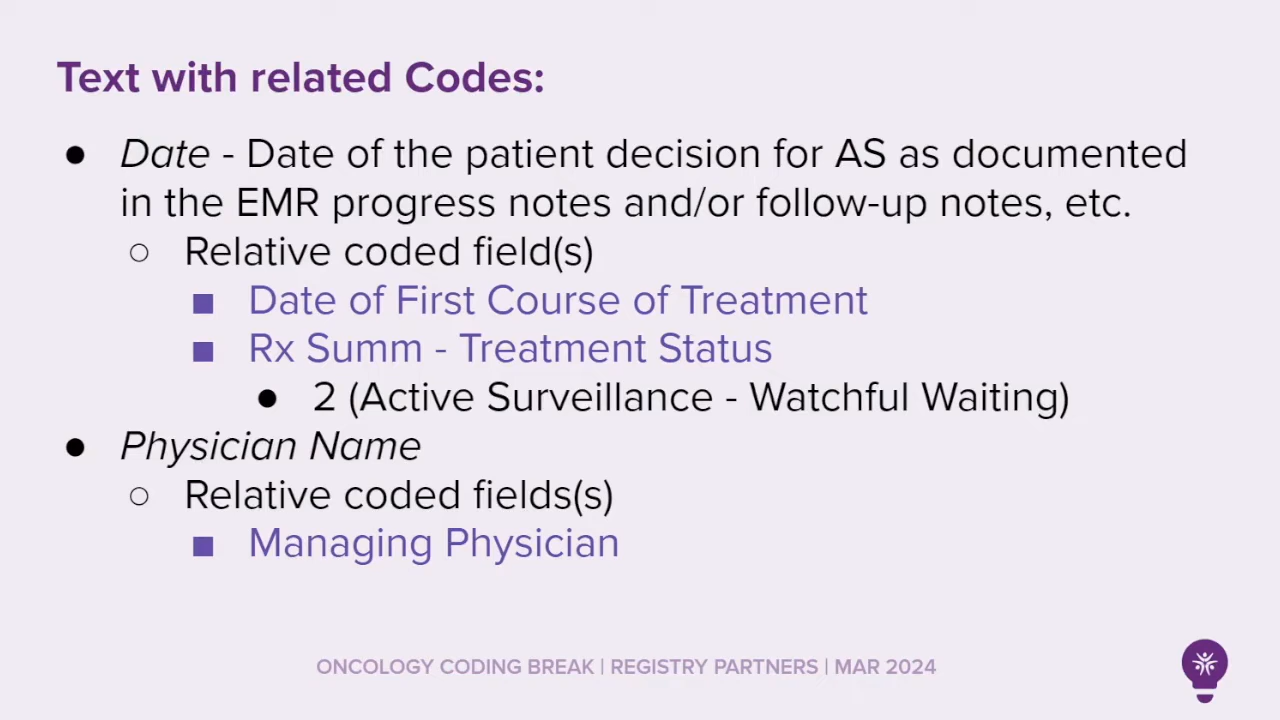 Text with related Codes:
● Date - Date of the patient decision for AS as documented
in the EMR progress notes and/or follow-up notes, etc.
○ Relative coded field(s)
■ Date of First Course of Treatment
■ Rx Summ - Treatment Status
● 2 (Active Surveillance - Watchful Waiting)
● Physician Name
○ Relative coded fields(s)
■ Managing Physician
ONCOLOGY CODING BREAK | REGISTRY PARTNERS | MAR 2024